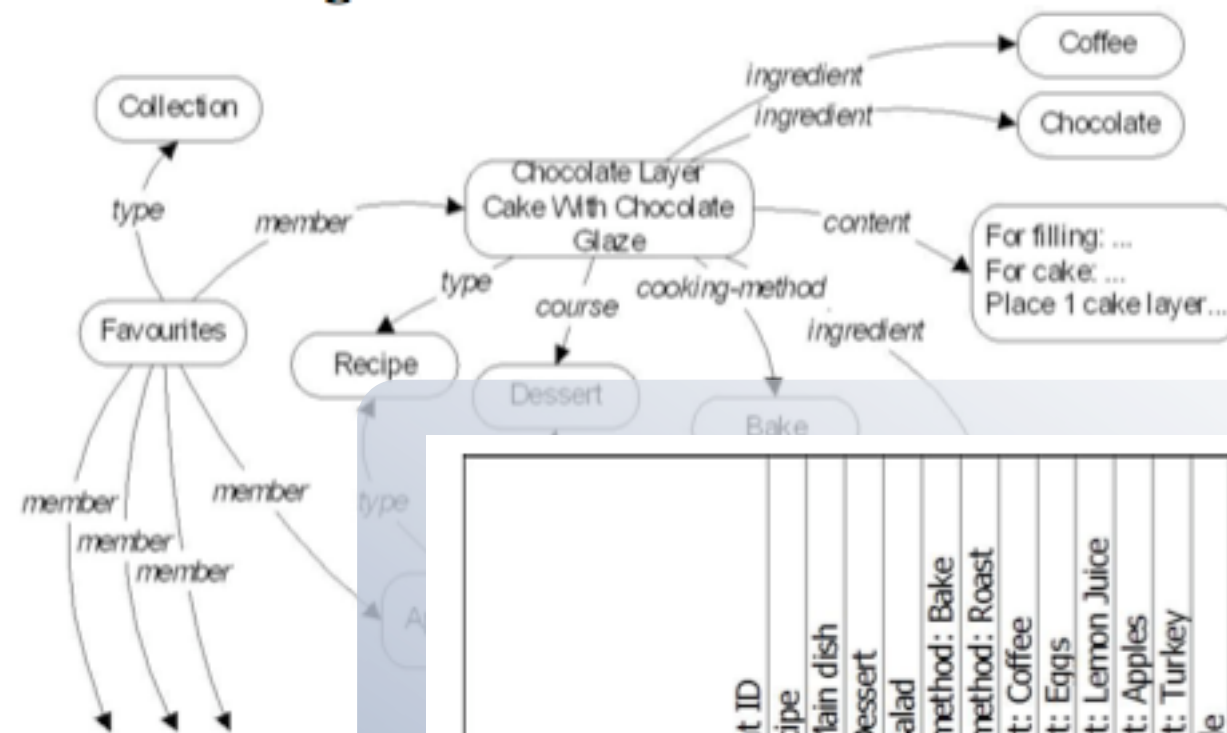 Coffee
ingredient
Collection
ingredient
Chocolate
Chocolate Layer
Cake With Chocolate
Glaze
type
member
content
For filling: ...
For cake: ...
Place 1 cake layer...
type
course
cooking-method
ingredient
Favourites
Recipe
Dessert
Bake
member
member
type
member
member
t ID
ipe
Main dish
essert
alad
method: Bake
method: Roast
t: Coffee
t: Eggs
t: Lemon Juice
t: Apples
t: Turkey